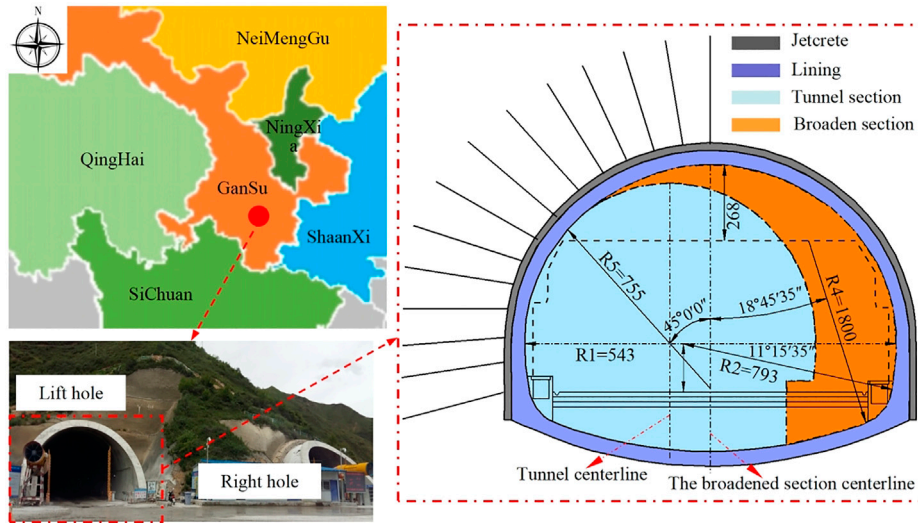 N
NeiMengGu
NingXi
a
QingHai
GanSu
ShaanXi
SiChuan
Lift hole
Right hole
Jetcrete
Lining
Tunnel section
Broaden section
268
R5=755
45°0'0"
18°45'35"
R4=1800
R1=543
11°15'35"
R2=793
Tunnel centerline
The broadened section centerline